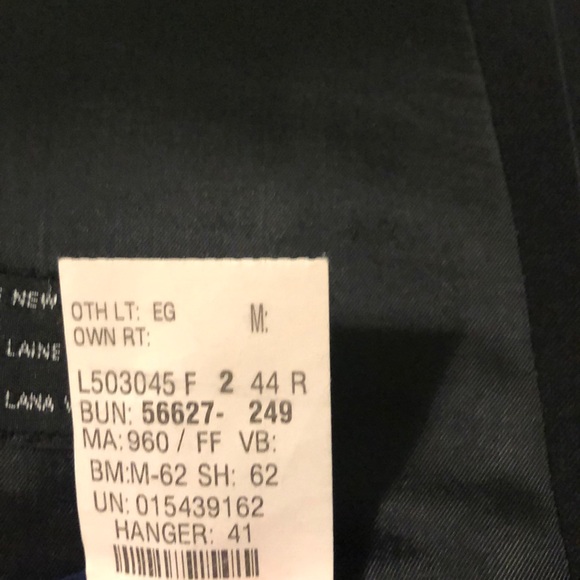 NEW
LAINE
LANA
OTH LT: EG M:
OWN RT:
L503045 F 2 44 R
BUN: 56627- 249
MA: 960 / FF VB:
BM:M-62 SH: 62
UN: 015439162
HANGER: 41